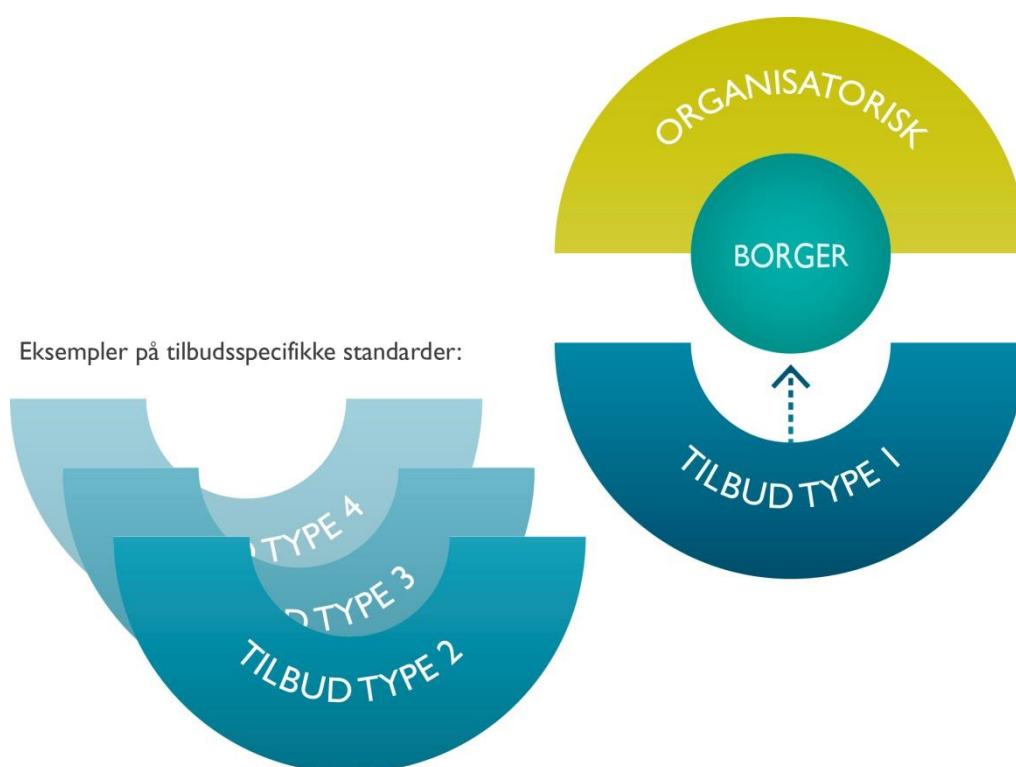 ORGANISATORISK
BORGER
TILBUD TYPE 1
Eksempler på tilbudsspecifikke standarder:
D TYPE 4
D TYPE 3
TILBUD TYPE 2